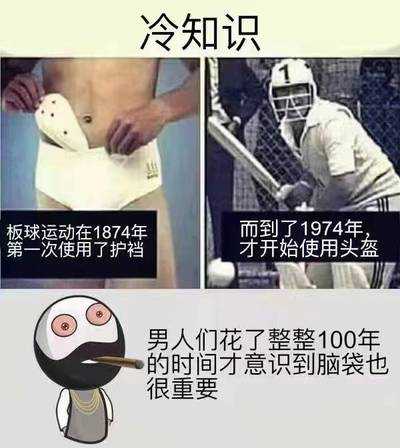 冷知识
板球运动在1874年
第一次使用了护裆
而到了1974年，
才开始使用头盔
1
男人们花了整整100年
的时间才意识到脑袋也
很重要